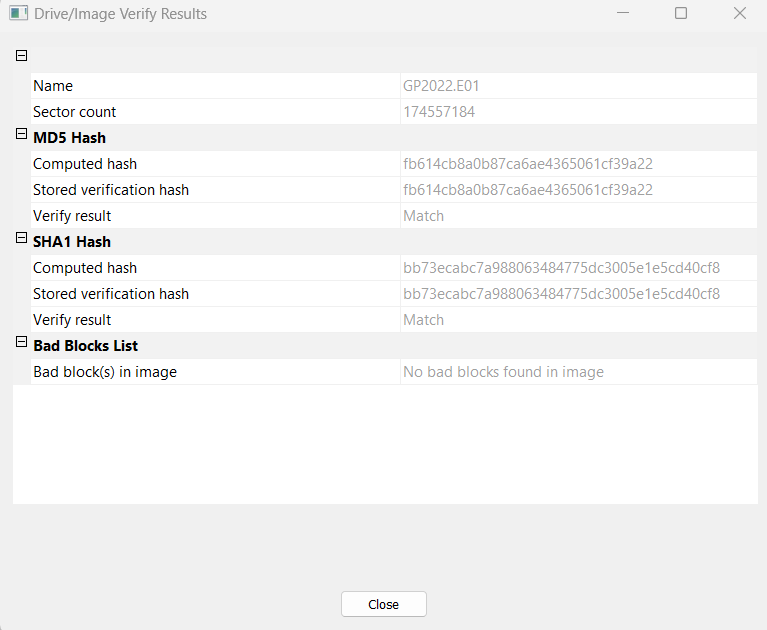 Drive/Image Verify Results
Name GP2022.E01
Sector count 174557184
MD5 Hash
Computed hash fb614cb8a0b87ca6ae4365061cf39a22
Stored verification hash fb614cb8a0b87ca6ae4365061cf39a22
Verify result Match
SHA1 Hash
Computed hash bb73ecabc7a988063484775dc3005e1e5cd40cf8
Stored verification hash bb73ecabc7a988063484775dc3005e1e5cd40cf8
Verify result Match
Bad Blocks List
Bad block(s) in image No bad blocks found in image
Close